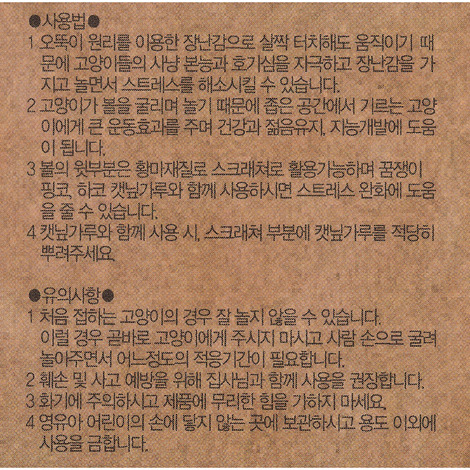 ●사용법●
1 오뚝이 원리를 이용한 장난감으로 살짝 터치해도 움직이기 때
문에 고양이들의 사냥 본능과 호기심을 자극하고 장난감을 가
지고 놀면서 스트레스를 해소시킬 수 있습니다.
2 고양이가 볼을 굴리며 놀기 때문에 좁은 공간에서 기르는 고양
이에게 큰 운동효과를 주며 건강과 젊음유지, 지능개발에 도움
이 됩니다.
3 볼의 윗부분은 황마재질로 스크래쳐로 활용가능하며 꿈쟁이
핑코, 하코 캣닢가루와 함께 사용하시면 스트레스 완화에 도움
을 줄 수 있습니다.
4 캣닢가루와 함께 사용 시, 스크래쳐 부분에 캣닢가루를 적당히
뿌려주세요.
●유의사항●
1 처음 접하는 고양이의 경우 잘 놀지 않을 수 있습니다.
이럴 경우 곧바로 고양이에게 주시지 마시고 사람 손으로 굴려
놀아주면서 어느정도의 적응기간이 필요합니다.
2 훼손 및 사고 예방을 위해 집사님과 함께 사용을 권장합니다.
3 화기에 주의하시고 제품에 무리한 힘을 가하지 마세요.
4 영유아 어린이의 손에 닿지 않는 곳에 보관하시고 용도 이외에
사용을 금합니다.